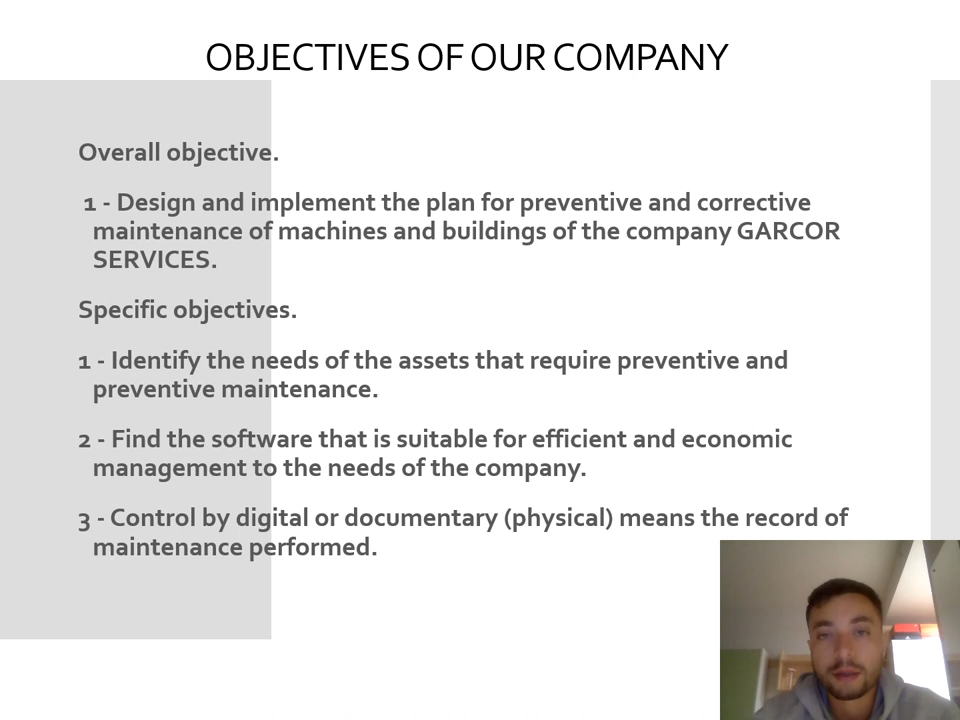 OBJECTIVES OF OUR COMPANY
Overall objective.
1 - Design and implement the plan for preventive and corrective
maintenance of machines and buildings of the company GARCOR
SERVICES.
Specific objectives.
1 - Identify the needs of the assets that require preventive and
preventive maintenance.
2 - Find the software that is suitable for efficient and economic
management to the needs of the company.
3 - Control by digital or documentary (physical) means the record of
maintenance performed.